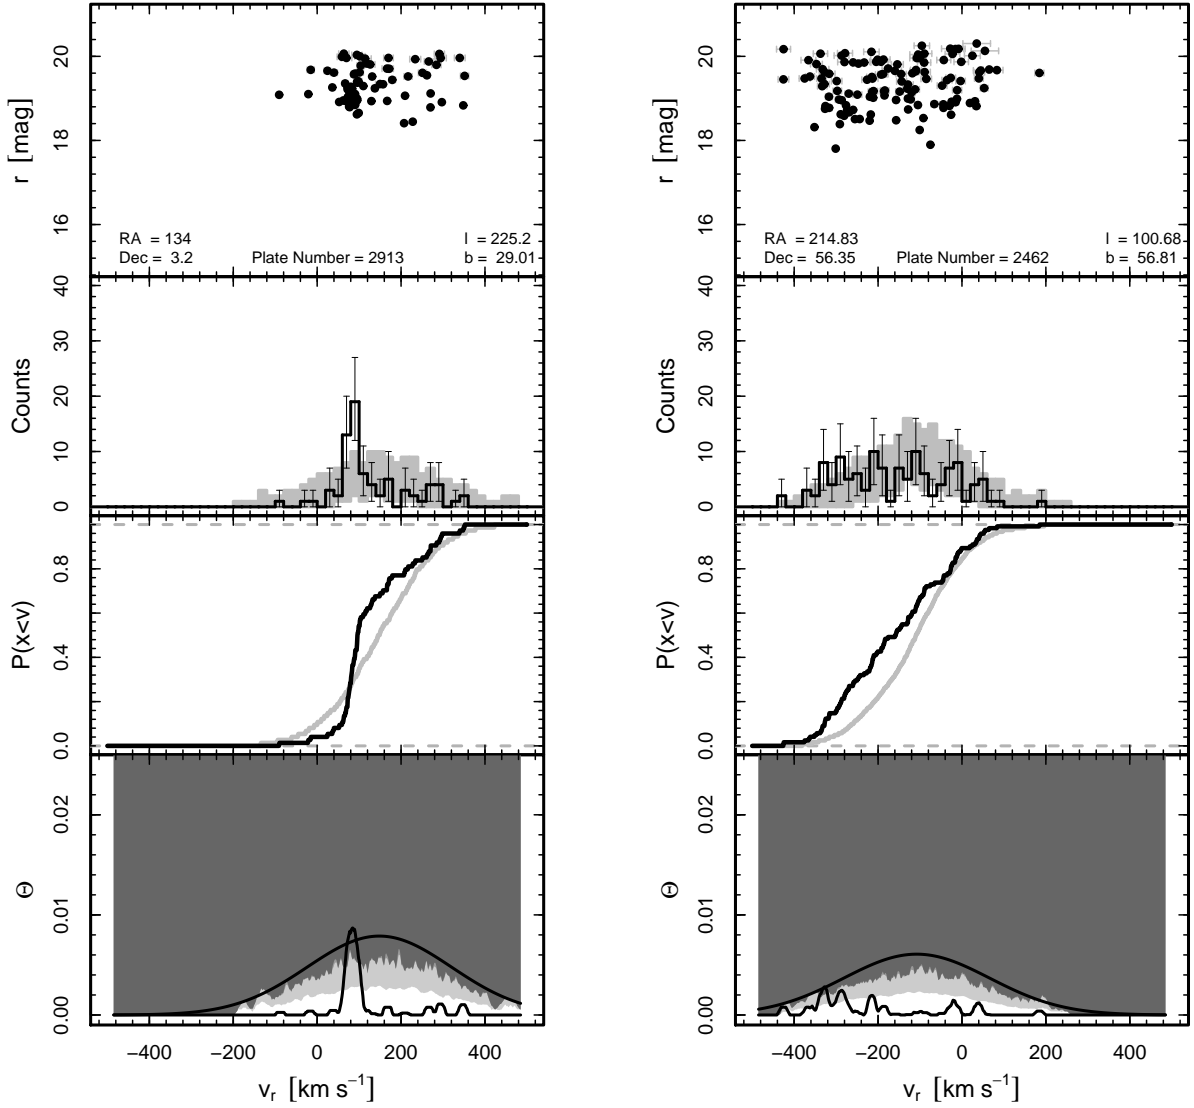 r [mag]
16
18
20
RA = 134
Dec = 3.2
Plate Number = 2913
l = 225.2
b = 29.01
Counts
0
10
20
30
40
P(x<v)
0.0
0.4
0.8
Θ
0.00
0.01
0.02
−400
−200
0
200
400
vr [km s−1]
r [mag]
16
18
20
RA = 214.83
Dec = 56.35
Plate Number = 2462
l = 100.68
b = 56.81
Counts
0
10
20
30
40
P(x<v)
0.0
0.4
0.8
Θ
0.00
0.01
0.02
−400
−200
0
200
400
vr [km s−1]